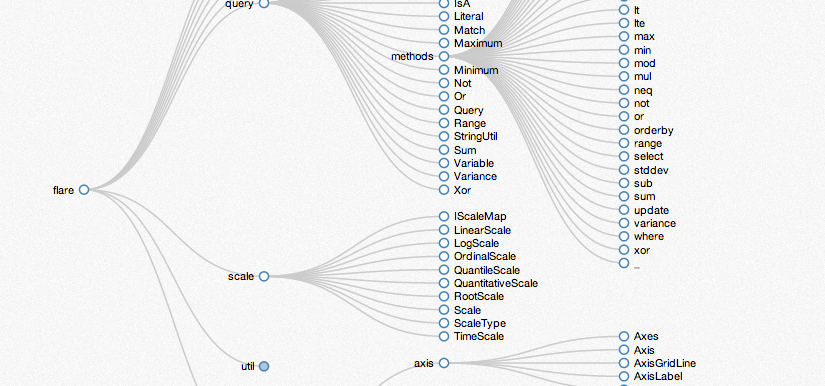 query
IsA
Literal
Match
Maximum
methods
Minimum
Not
Or
Query
Range
StringUtil
Sum
Variable
Variance
Xor
lt
lte
max
min
mod
mul
neq
not
or
orderby
range
select
stddev
sub
sum
update
variance
where
xor
_
flare
scale
IScaleMap
LinearScale
LogScale
OrdinalScale
QuantileScale
QuantitativeScale
RootScale
Scale
ScaleType
TimeScale
util
axis
Axes
Axis
AxisGridLine
AxisLabel